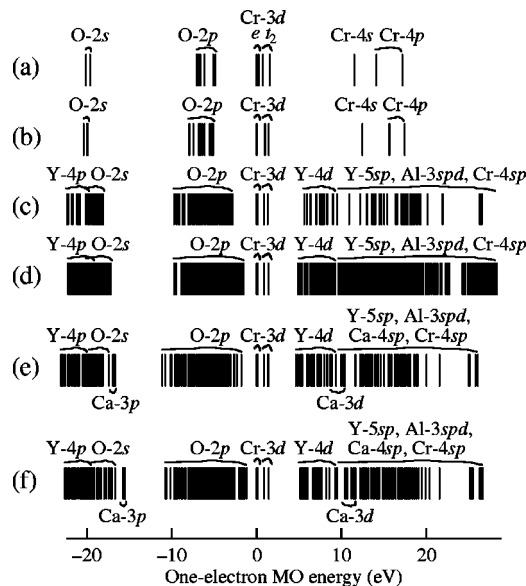 Cr-3d
O-2s O-2p e t2 Cr-4s Cr-4p
(a)
O-2s O-2p Cr-3d Cr-4s Cr-4p
(b)
Y-4p O-2s O-2p Cr-3d Y-4d Y-5sp, Al-3spd, Cr-4sp
(c)
Y-4p O-2s O-2p Cr-3d Y-4d Y-5sp, Al-3spd, Cr-4sp
(d)
Y-5sp, Al-3spd,
Y-4p O-2s O-2p Cr-3d Y-4d Ca-4sp, Cr-4sp
(e)
Ca-3p Ca-3d
Y-5sp, Al-3spd,
Y-4p O-2s O-2p Cr-3d Y-4d Ca-4sp, Cr-4sp
(f)
Ca-3p Ca-3d
−20 −10 0 10 20
One-electron MO energy (eV)